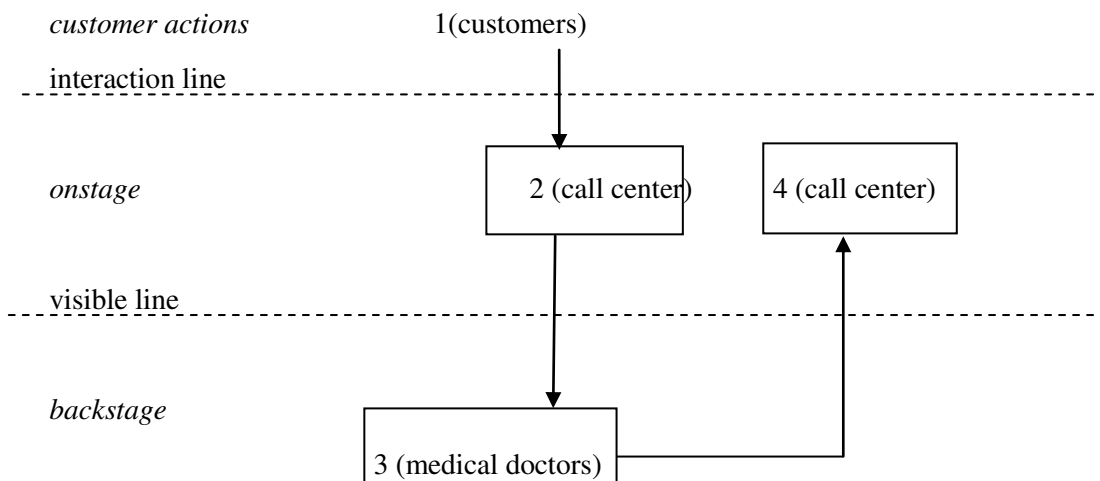 customer actions 1(customers)
interaction line
onstage 2 (call center) 4 (call center)
visible line
backstage
3 (medical doctors)